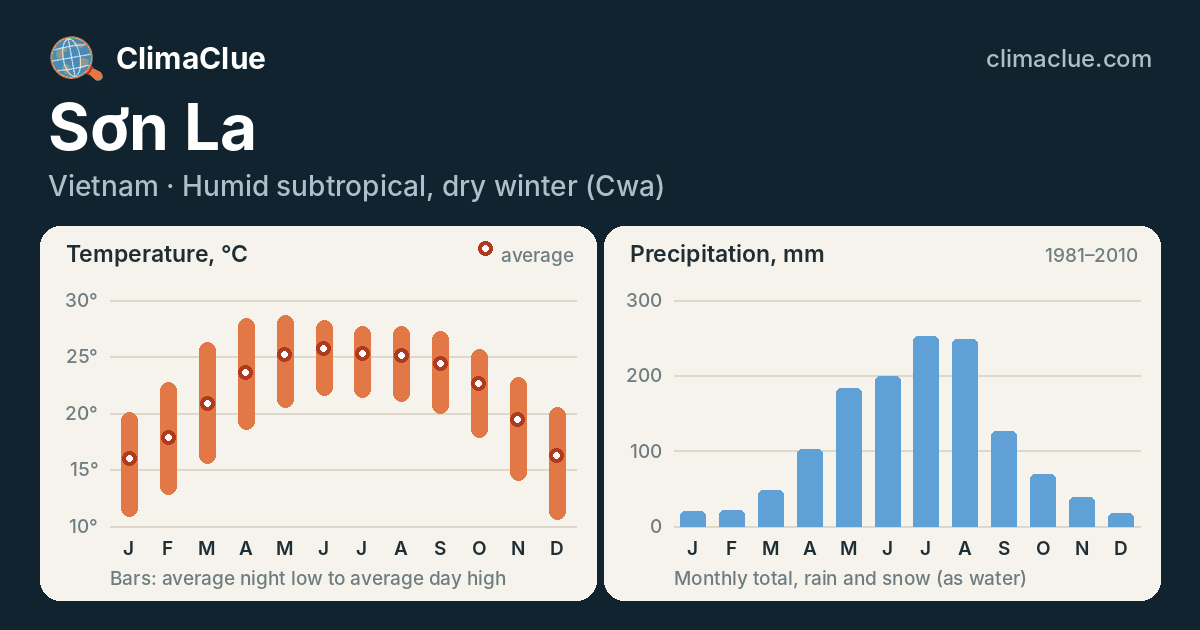 ClimaClue
climaclue.com
Sơn La
Vietnam · Humid subtropical, dry winter (Cwa)
Temperature, °C
average
30°
25°
20°
15°
10°
J F M A M J J A S O N D
Bars: average night low to average day high
Precipitation, mm
1981–2010
300
200
100
0
J F M A M J J A S O N D
Monthly total, rain and snow (as water)